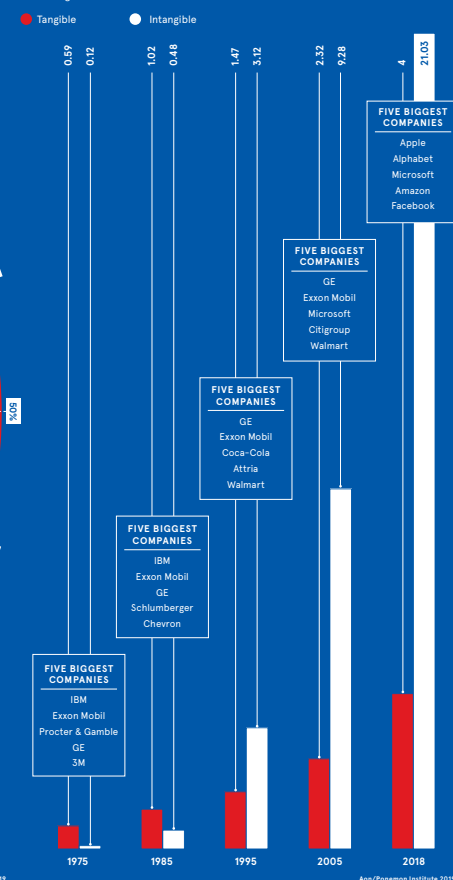 Tangible Intangible
0.59
0.12
1.02
0.48
1.47
3.12
2.32
9.28
4
21.03
FIVE BIGGEST
COMPANIES
Apple
Alphabet
Microsoft
Amazon
Facebook
FIVE BIGGEST
COMPANIES
GE
Exxon Mobil
Microsoft
Citigroup
Walmart
FIVE BIGGEST
COMPANIES
GE
Exxon Mobil
Coca-Cola
Attria
Walmart
50%
FIVE BIGGEST
COMPANIES
IBM
Exxon Mobil
GE
Schlumberger
Chevron
FIVE BIGGEST
COMPANIES
IBM
Exxon Mobil
Procter & Gamble
GE
3M
1975 1985 1995 2005 2018
Aon/Ponemon Institute 2019